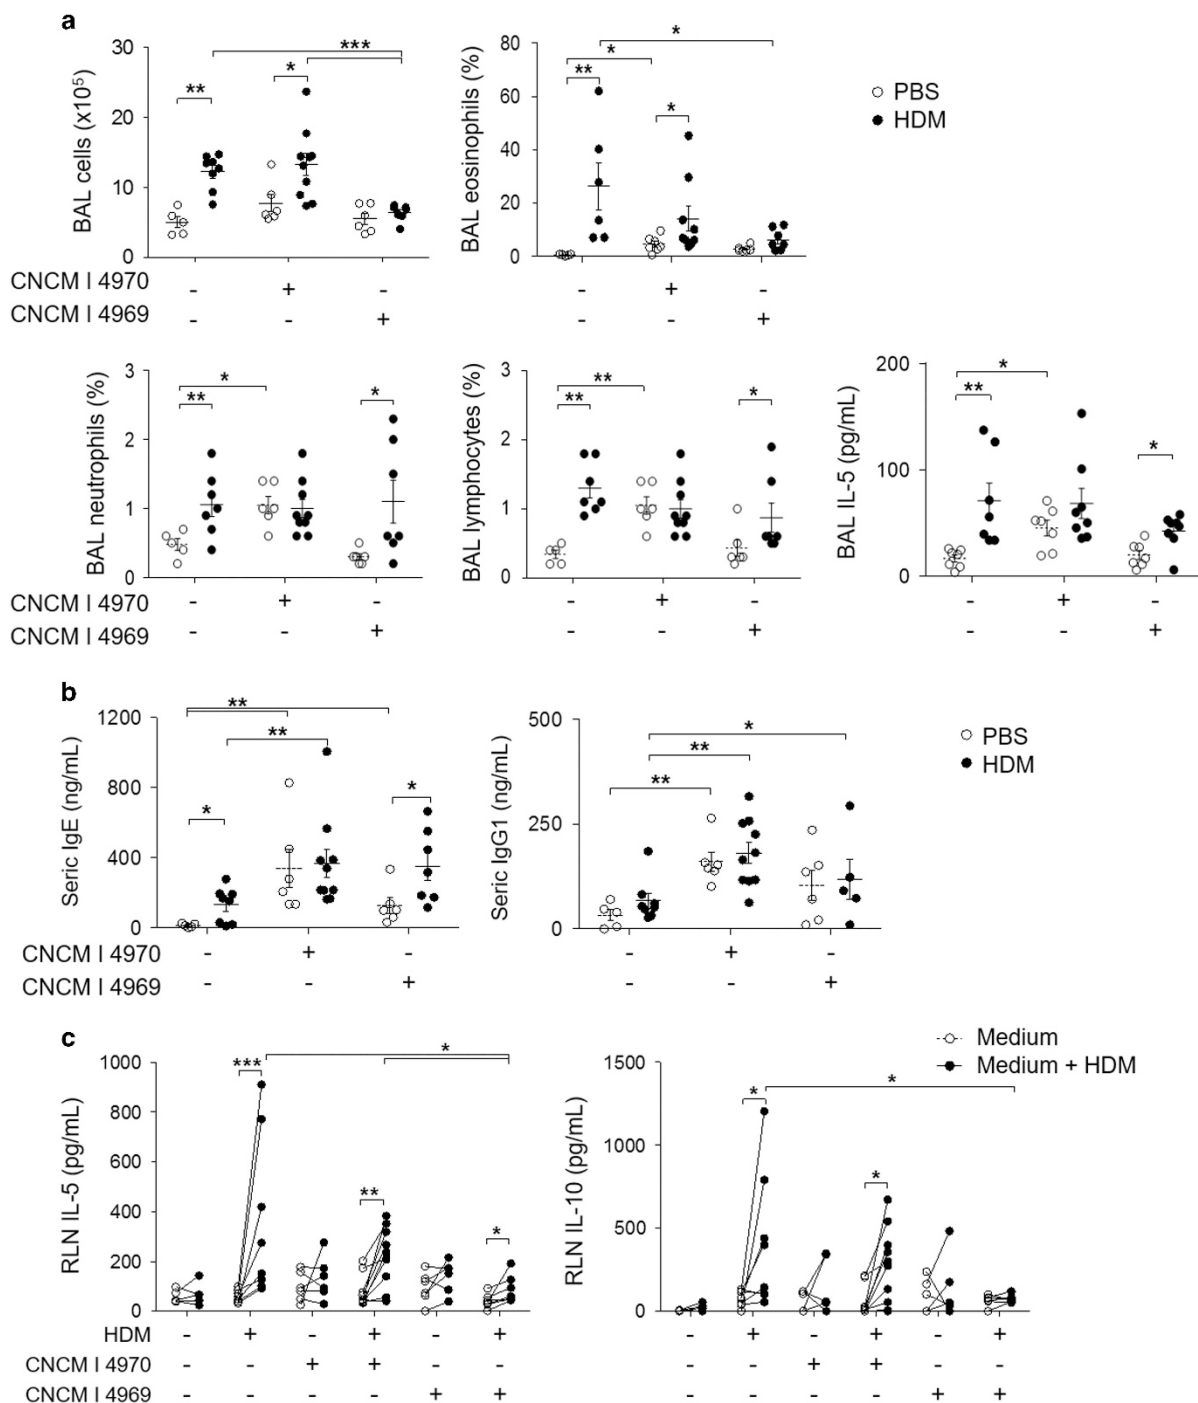 a
BAL cells (x10⁵)
30
20
10
0
** * ***
BAL eosinophils (%)
80
60
40
20
0
** * * *
PBS
HDM
CNCM I 4970 - + -
CNCM I 4969 - - +
- + -
- - +
BAL neutrophils (%)
3
2
1
0
** * *
BAL lymphocytes (%)
3
2
1
0
** ** *
BAL IL-5 (pg/mL)
200
100
0
** * *
CNCM I 4970 - + -
CNCM I 4969 - - +
- + -
- - +
- + -
- - +
b
Seric IgE (ng/mL)
1200
800
400
0
* ** ** *
Seric IgG1 (ng/mL)
500
250
0
** ** *
PBS
HDM
CNCM I 4970 - + -
CNCM I 4969 - - +
- + -
- - +
c
RLN IL-5 (pg/mL)
1000
800
600
400
200
0
*** ** * *
RLN IL-10 (pg/mL)
1500
1000
500
0
* * *
Medium
Medium + HDM
HDM - + - + - +
CNCM I 4970 - - + + - -
CNCM I 4969 - - - - + +
- + - + - +
- - + + - -
- - - - + +